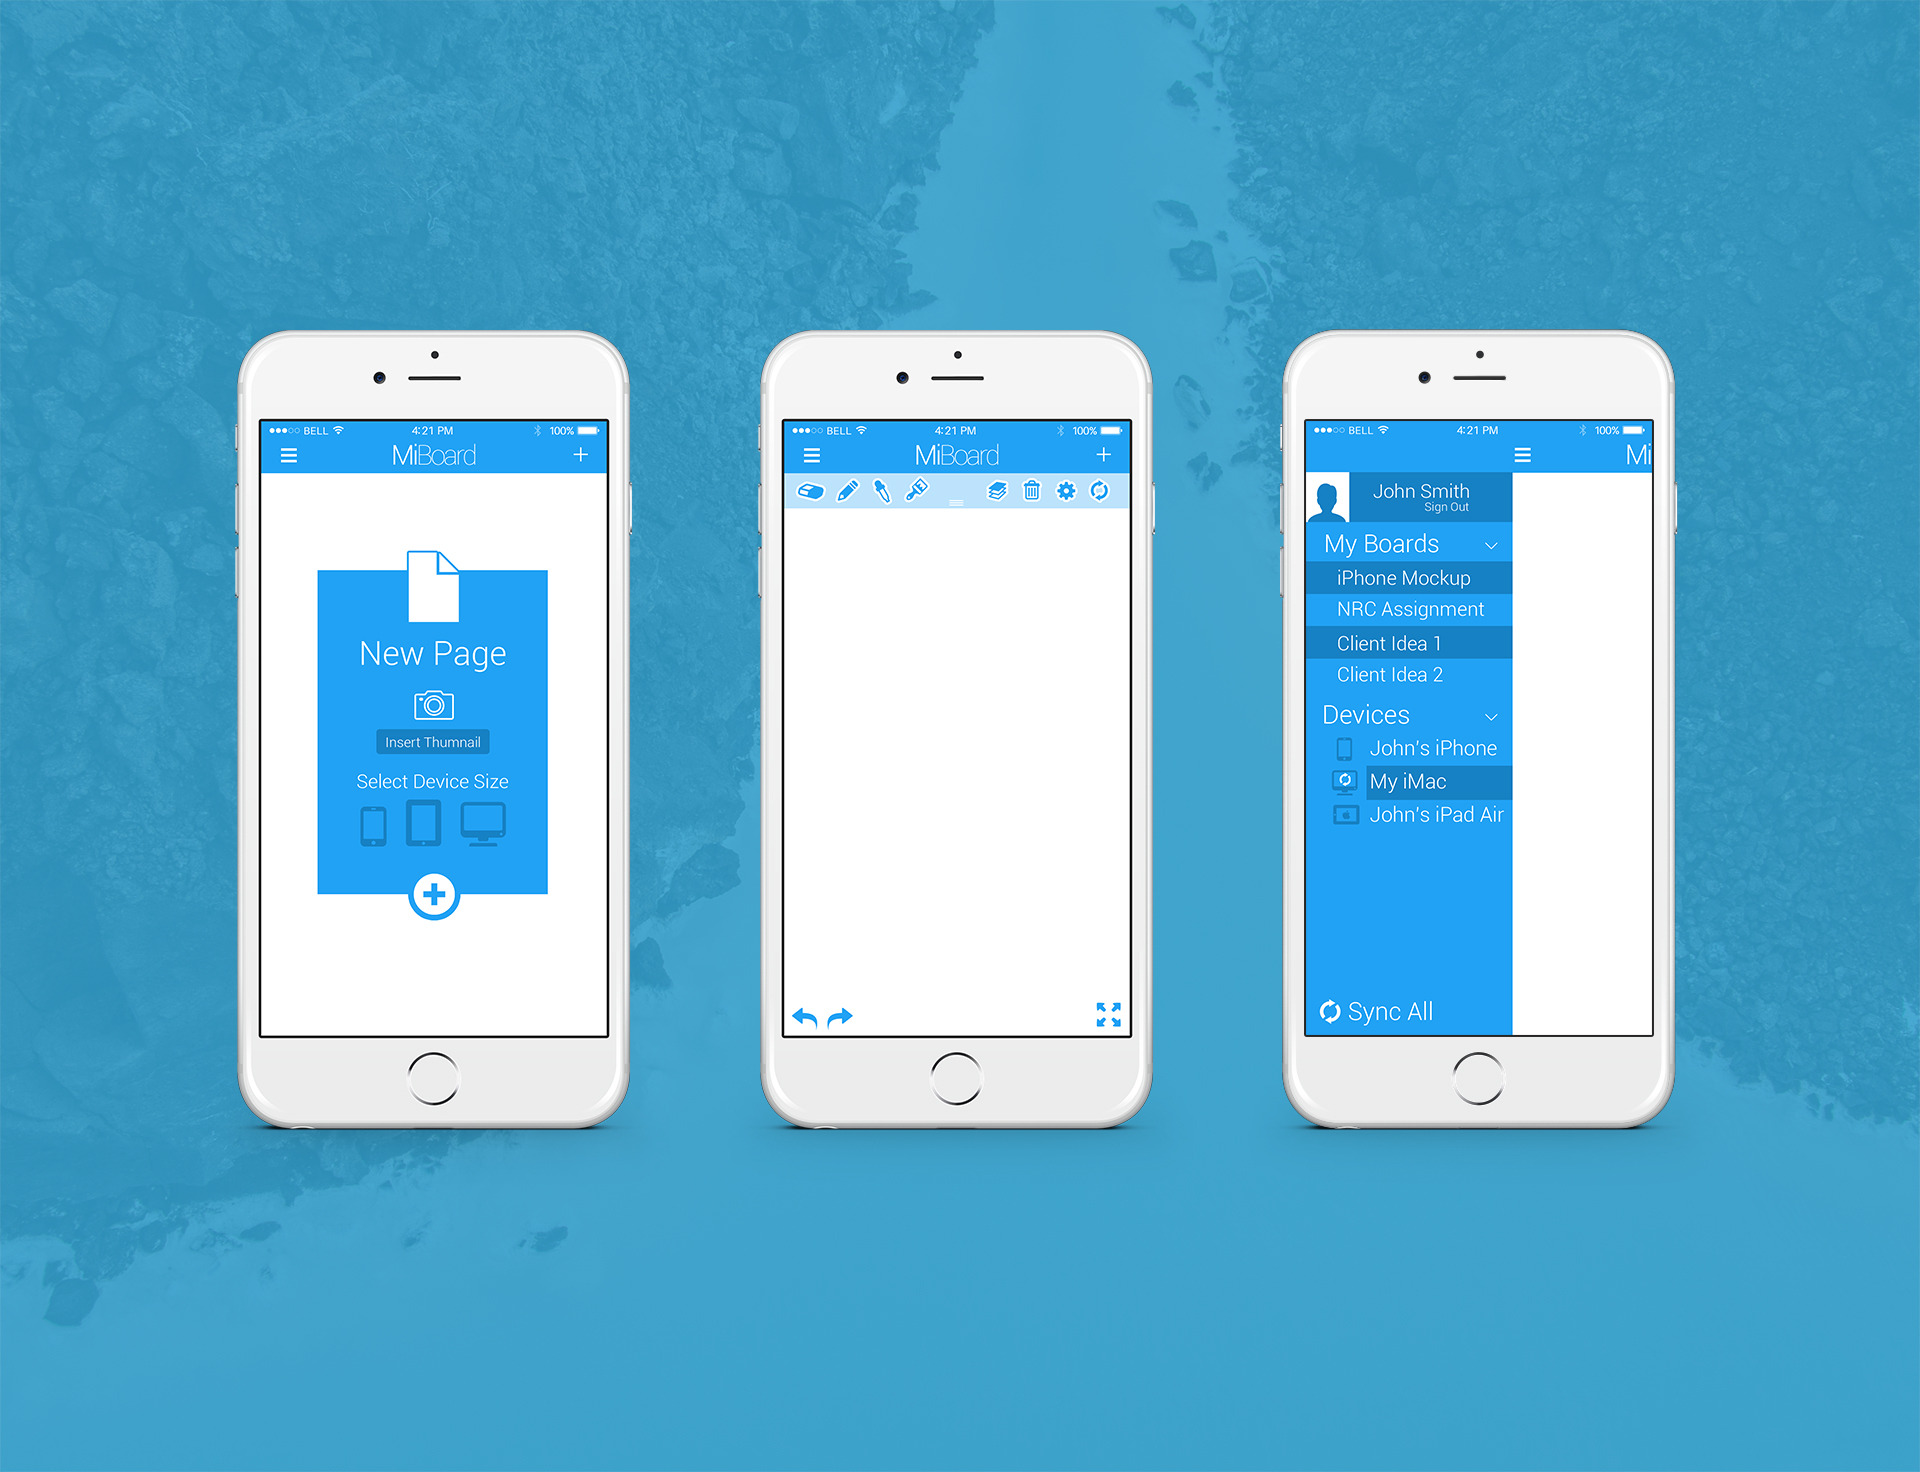 BELL 4:21 PM 100%
MiBoard
New Page
Insert Thumnail
Select Device Size
BELL 4:21 PM 100%
MiBoard
BELL 4:21 PM 100%
Mi
John Smith
Sign Out
My Boards
iPhone Mockup
NRC Assignment
Client Idea 1
Client Idea 2
Devices
John's iPhone
My iMac
John's iPad Air
Sync All